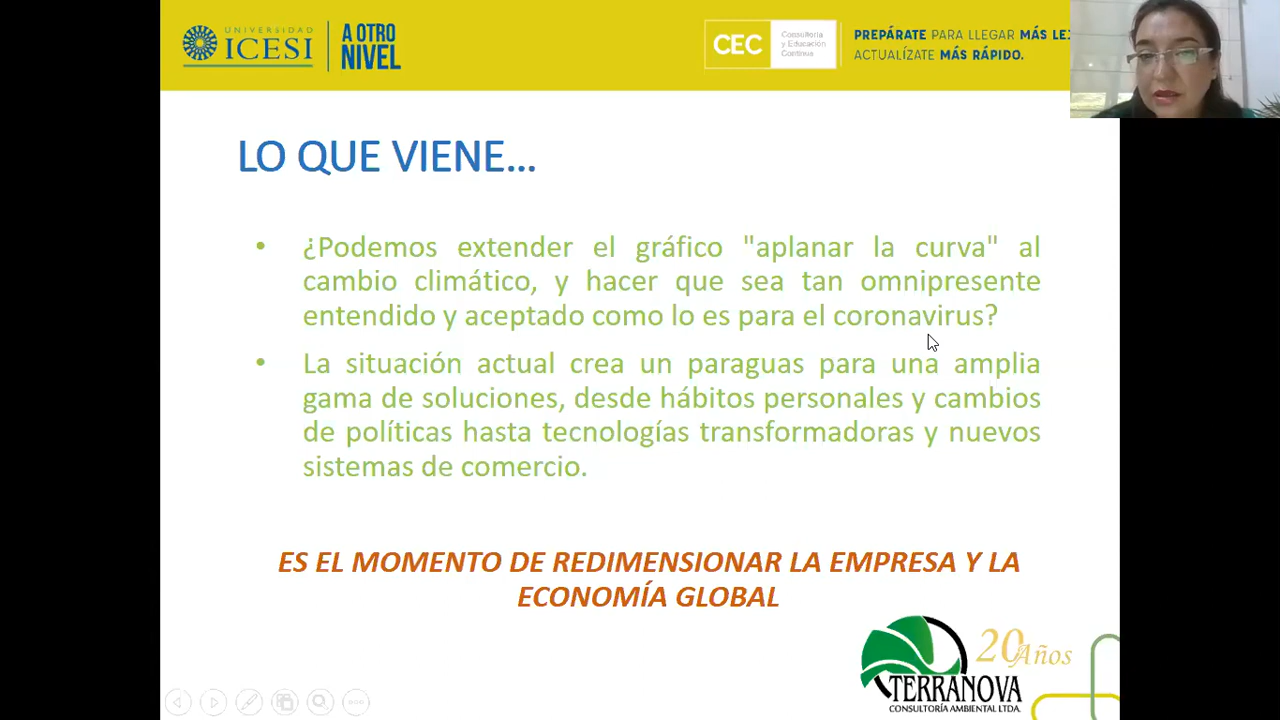 UNIVERSIDAD
ICESI
A OTRO
NIVEL
CEC
Consultoría
y Educación
Continua
PREPÁRATE PARA LLEGAR MÁS
ACTUALÍZATE MÁS RÁPIDO.
LO QUE VIENE...
• ¿Podemos extender el gráfico "aplanar la curva" al
cambio climático, y hacer que sea tan omnipresente
entendido y aceptado como lo es para el coronavirus?
• La situación actual crea un paraguas para una amplia
gama de soluciones, desde hábitos personales y cambios
de políticas hasta tecnologías transformadoras y nuevos
sistemas de comercio.
ES EL MOMENTO DE REDIMENSIONAR LA EMPRESA Y LA
ECONOMÍA GLOBAL
20 Años
TERRANOVA
CONSULTORÍA AMBIENTAL LTDA.